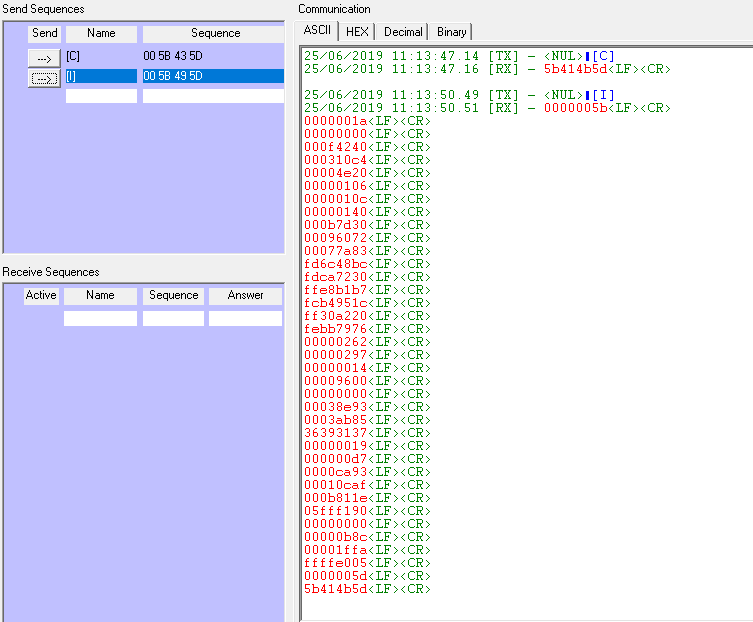 Send Sequences
Send Name Sequence
---> [C] 00 5B 43 5D
---> [I] 00 5B 49 5D
Receive Sequences
Active Name Sequence Answer
Communication
ASCII HEX Decimal Binary
25/06/2019 11:13:47.14 [TX] - <NUL>[C]
25/06/2019 11:13:47.16 [RX] - 5b414b5d<LF><CR>
25/06/2019 11:13:50.49 [TX] - <NUL>[I]
25/06/2019 11:13:50.51 [RX] - 0000005b<LF><CR>
0000001a<LF><CR>
00000000<LF><CR>
000f4240<LF><CR>
000310c4<LF><CR>
00004e20<LF><CR>
00000106<LF><CR>
0000010c<LF><CR>
00000140<LF><CR>
000b7d30<LF><CR>
00096072<LF><CR>
00077a83<LF><CR>
fd6c48bc<LF><CR>
fdca7230<LF><CR>
ffe8b1b7<LF><CR>
fcb4951c<LF><CR>
ff30a220<LF><CR>
febb7976<LF><CR>
00000262<LF><CR>
00000297<LF><CR>
00000014<LF><CR>
00009600<LF><CR>
00000000<LF><CR>
00038e93<LF><CR>
0003ab85<LF><CR>
36393137<LF><CR>
00000019<LF><CR>
000000d7<LF><CR>
0000ca93<LF><CR>
00010caf<LF><CR>
000b811e<LF><CR>
05fff190<LF><CR>
00000000<LF><CR>
00000b8c<LF><CR>
00001ffa<LF><CR>
ffffe005<LF><CR>
0000005d<LF><CR>
5b414b5d<LF><CR>